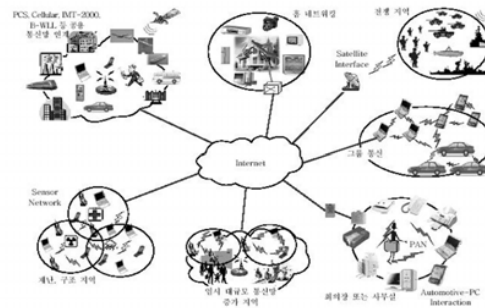 PCS, Cellular, IMT-2000,
B-WLL 등 공용
통신망 연계
홈 네트워킹
전쟁 지역
Satellite
Interface
Internet
그룹 통신
Sensor
Network
재난, 구조 지역
임시 대규모 통신망
증가 지역
PAN
회의장 또는 사무실
Automotive-PC
Interaction